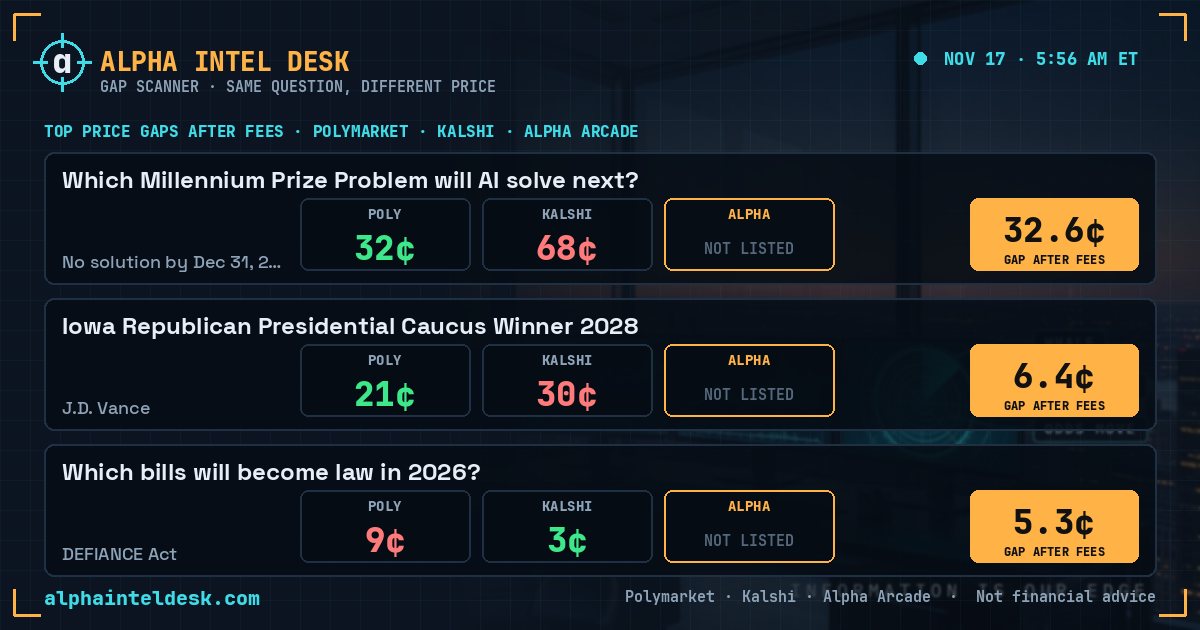 α
ALPHA INTEL DESK
GAP SCANNER · SAME QUESTION, DIFFERENT PRICE
NOV 17 · 5:56 AM ET
TOP PRICE GAPS AFTER FEES · POLYMARKET · KALSHI · ALPHA ARCADE
Which Millennium Prize Problem will AI solve next?
No solution by Dec 31, 2...
POLY
32¢
KALSHI
68¢
ALPHA
NOT LISTED
32.6¢
GAP AFTER FEES
Iowa Republican Presidential Caucus Winner 2028
J.D. Vance
POLY
21¢
KALSHI
30¢
ALPHA
NOT LISTED
6.4¢
GAP AFTER FEES
Which bills will become law in 2026?
DEFIANCE Act
POLY
9¢
KALSHI
3¢
ALPHA
NOT LISTED
5.3¢
GAP AFTER FEES
INFORMATION IS OUR EDGE
alphainteldesk.com
Polymarket · Kalshi · Alpha Arcade · Not financial advice